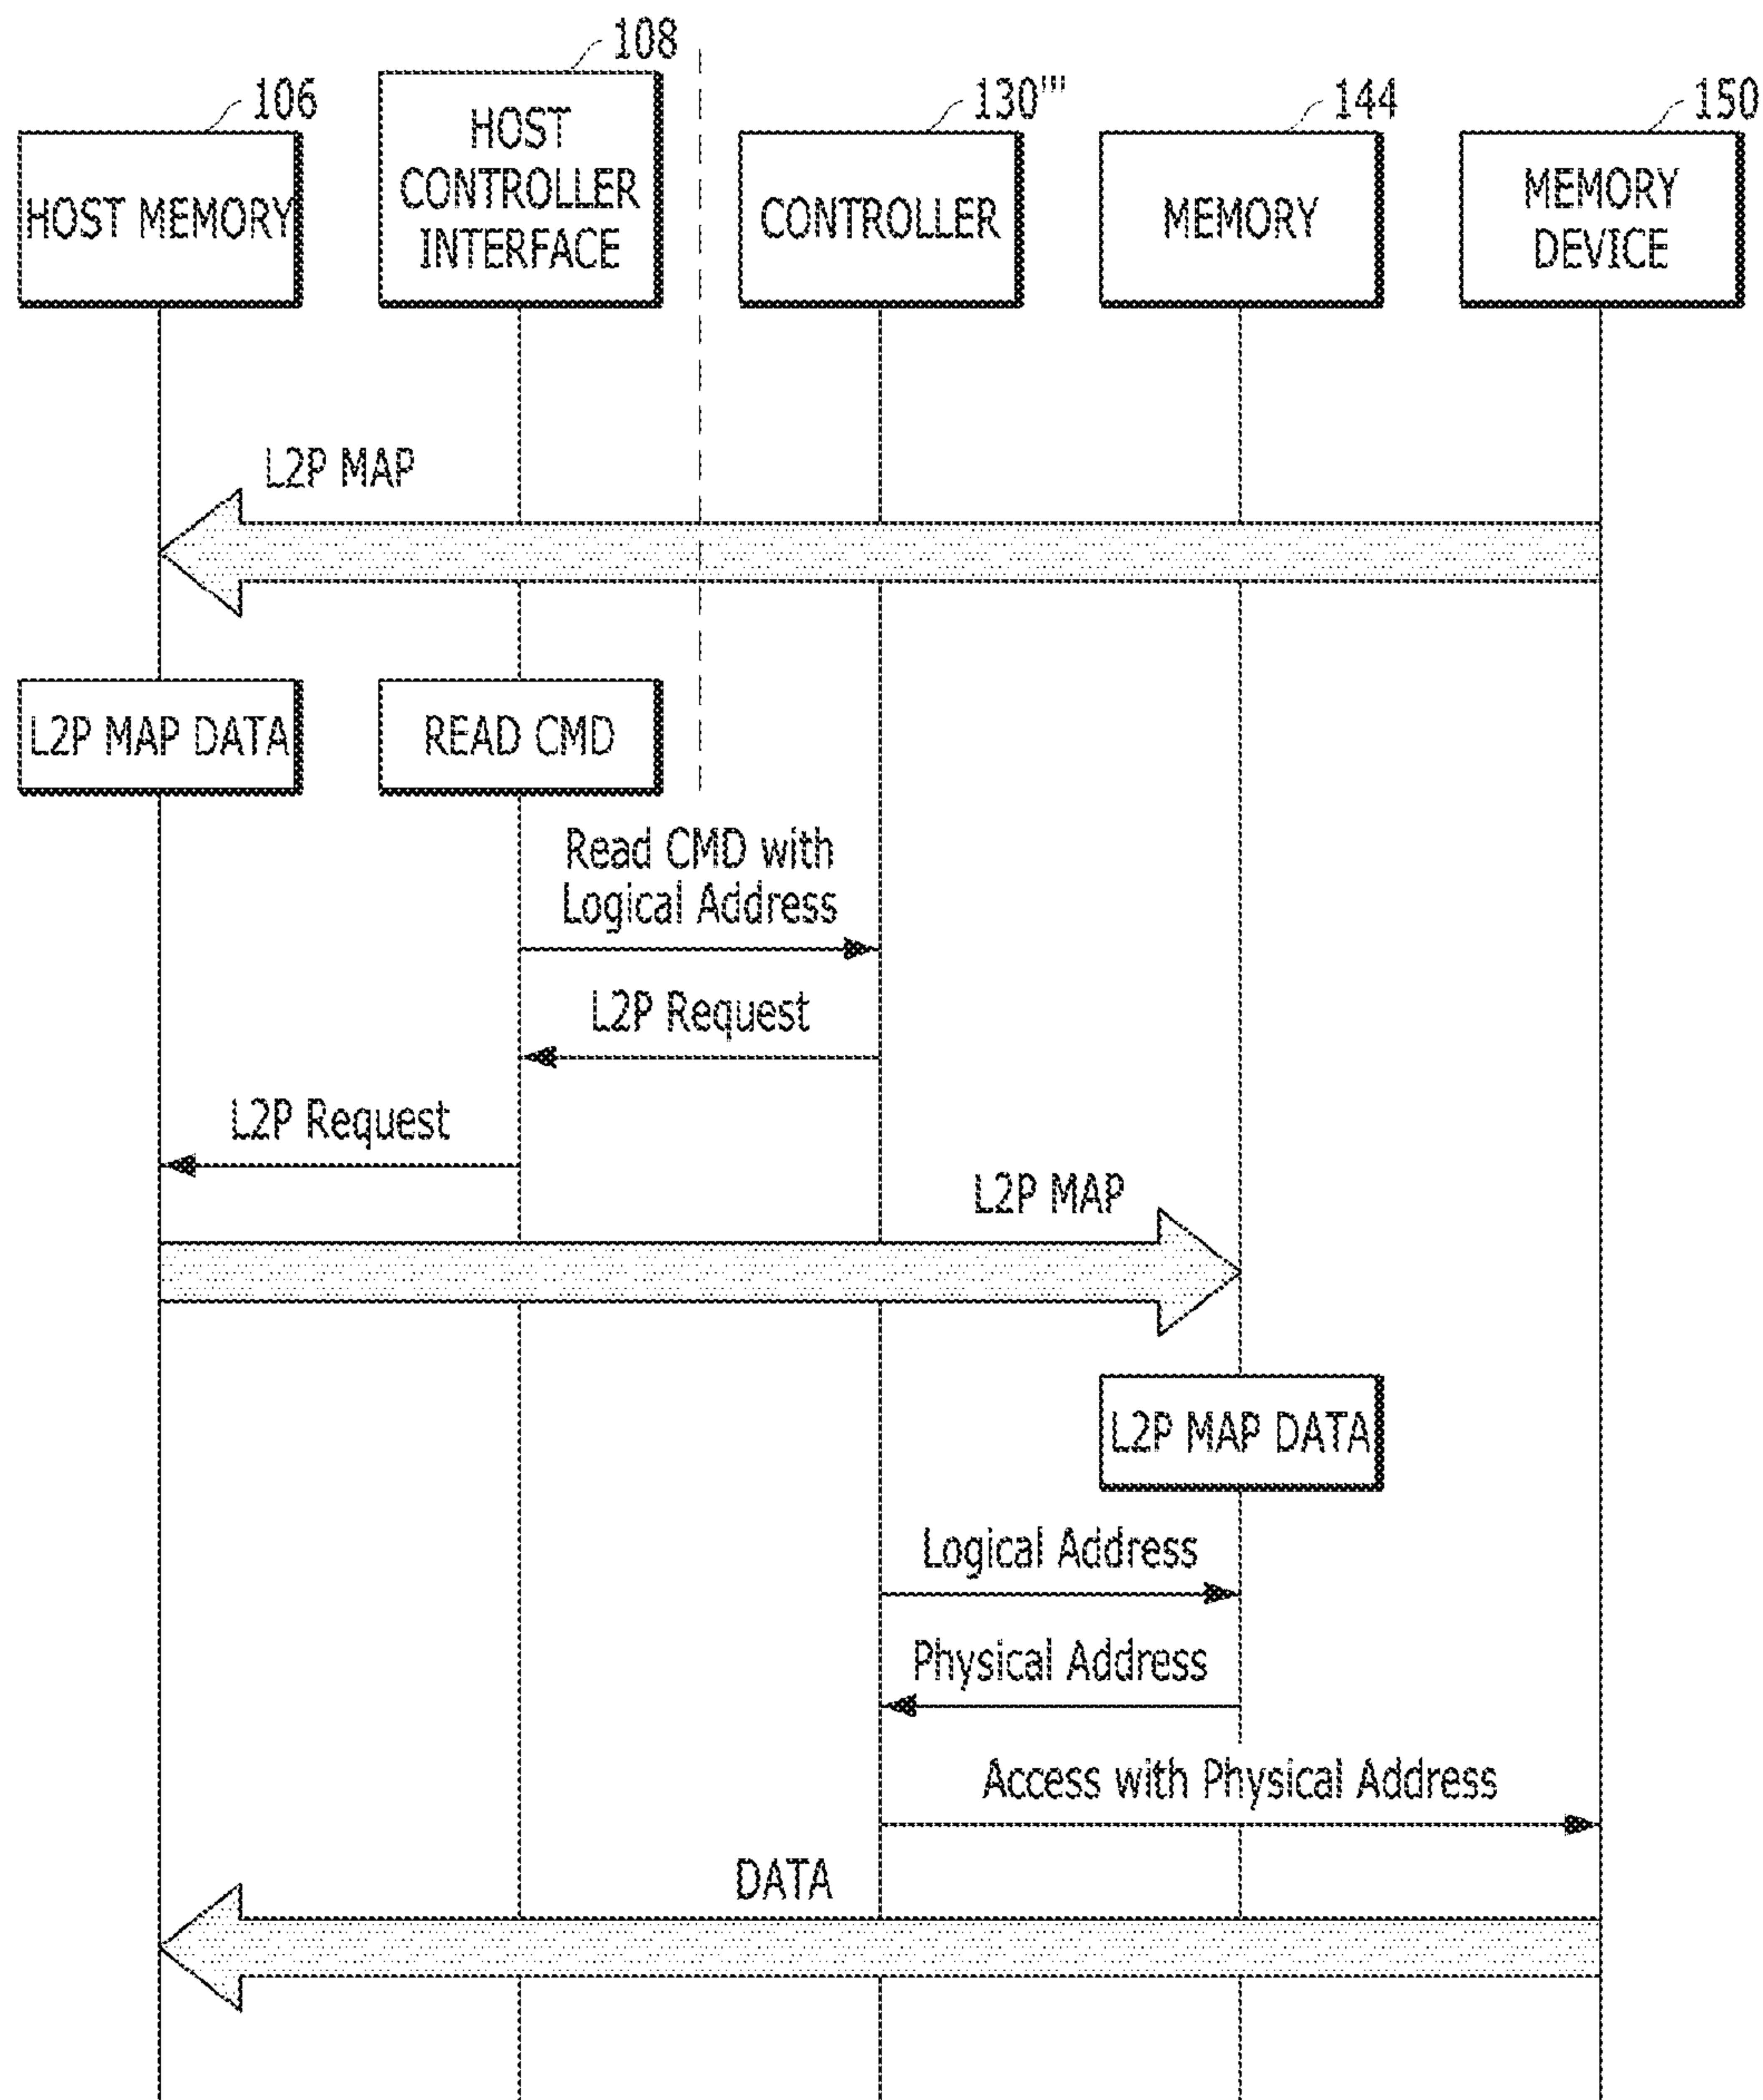 106
108
130'''
144
150
HOST MEMORY
HOST
CONTROLLER
INTERFACE
CONTROLLER
MEMORY
MEMORY
DEVICE
L2P MAP
L2P MAP DATA
READ CMD
Read CMD with
Logical Address
L2P Request
L2P Request
L2P MAP
L2P MAP DATA
Logical Address
Physical Address
Access with Physical Address
DATA